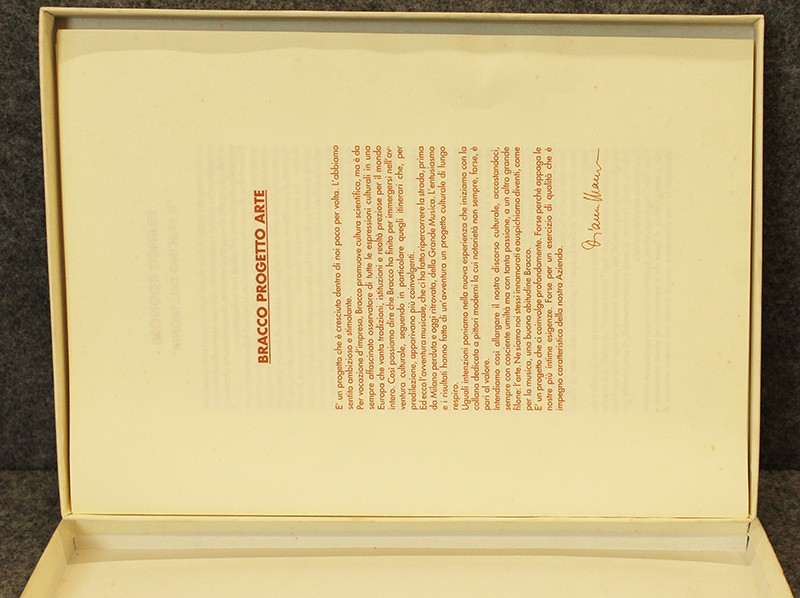 BRACCO PROGETTO ARTE
E' un progetto che è cresciuto dentro di noi poco per volta. L'abbiamo
sentito ambizioso e stimolante.
Per vocazione d'impresa, Bracco promuove cultura scientifica, ma è da
sempre affascinato osservatore di tutte le espressioni culturali in una
Europa che vanta tradizioni, istituzioni e realtà preziose per il mondo
intero. Così possiamo dire che Bracco ha finito per immergersi nell'av-
ventura culturale, seguendo in particolare quegli itinerari che, per
predilezione, apparivano più coinvolgenti.
Ed ecco l'avventura musicale, che ci ha fatto ripercorrere la strada, prima
da Milano perduta e oggi ritrovata, della Grande Musica. L'entusiasmo
e i risultati hanno fatto di un'avventura un progetto culturale di lungo
respiro.
Uguali intenzioni poniamo nella nuova esperienza che iniziamo con la
collana dedicata a pittori moderni la cui notorietà non sempre, forse, è
pari al valore.
Intendiamo così allargare il nostro discorso culturale, accostandoci,
sempre con cosciente umiltà ma con tanta passione, a un altro grande
filone: l'arte. Ne siamo noi stessi innamorati e auspichiamo diventi, come
per la musica, una buona abitudine Bracco.
E' un progetto che ci coinvolge profondamente. Forse perchè appaga le
nostre più intime esigenze. Forse per un esercizio di qualità che è
impegno caratteristico della nostra Azienda.